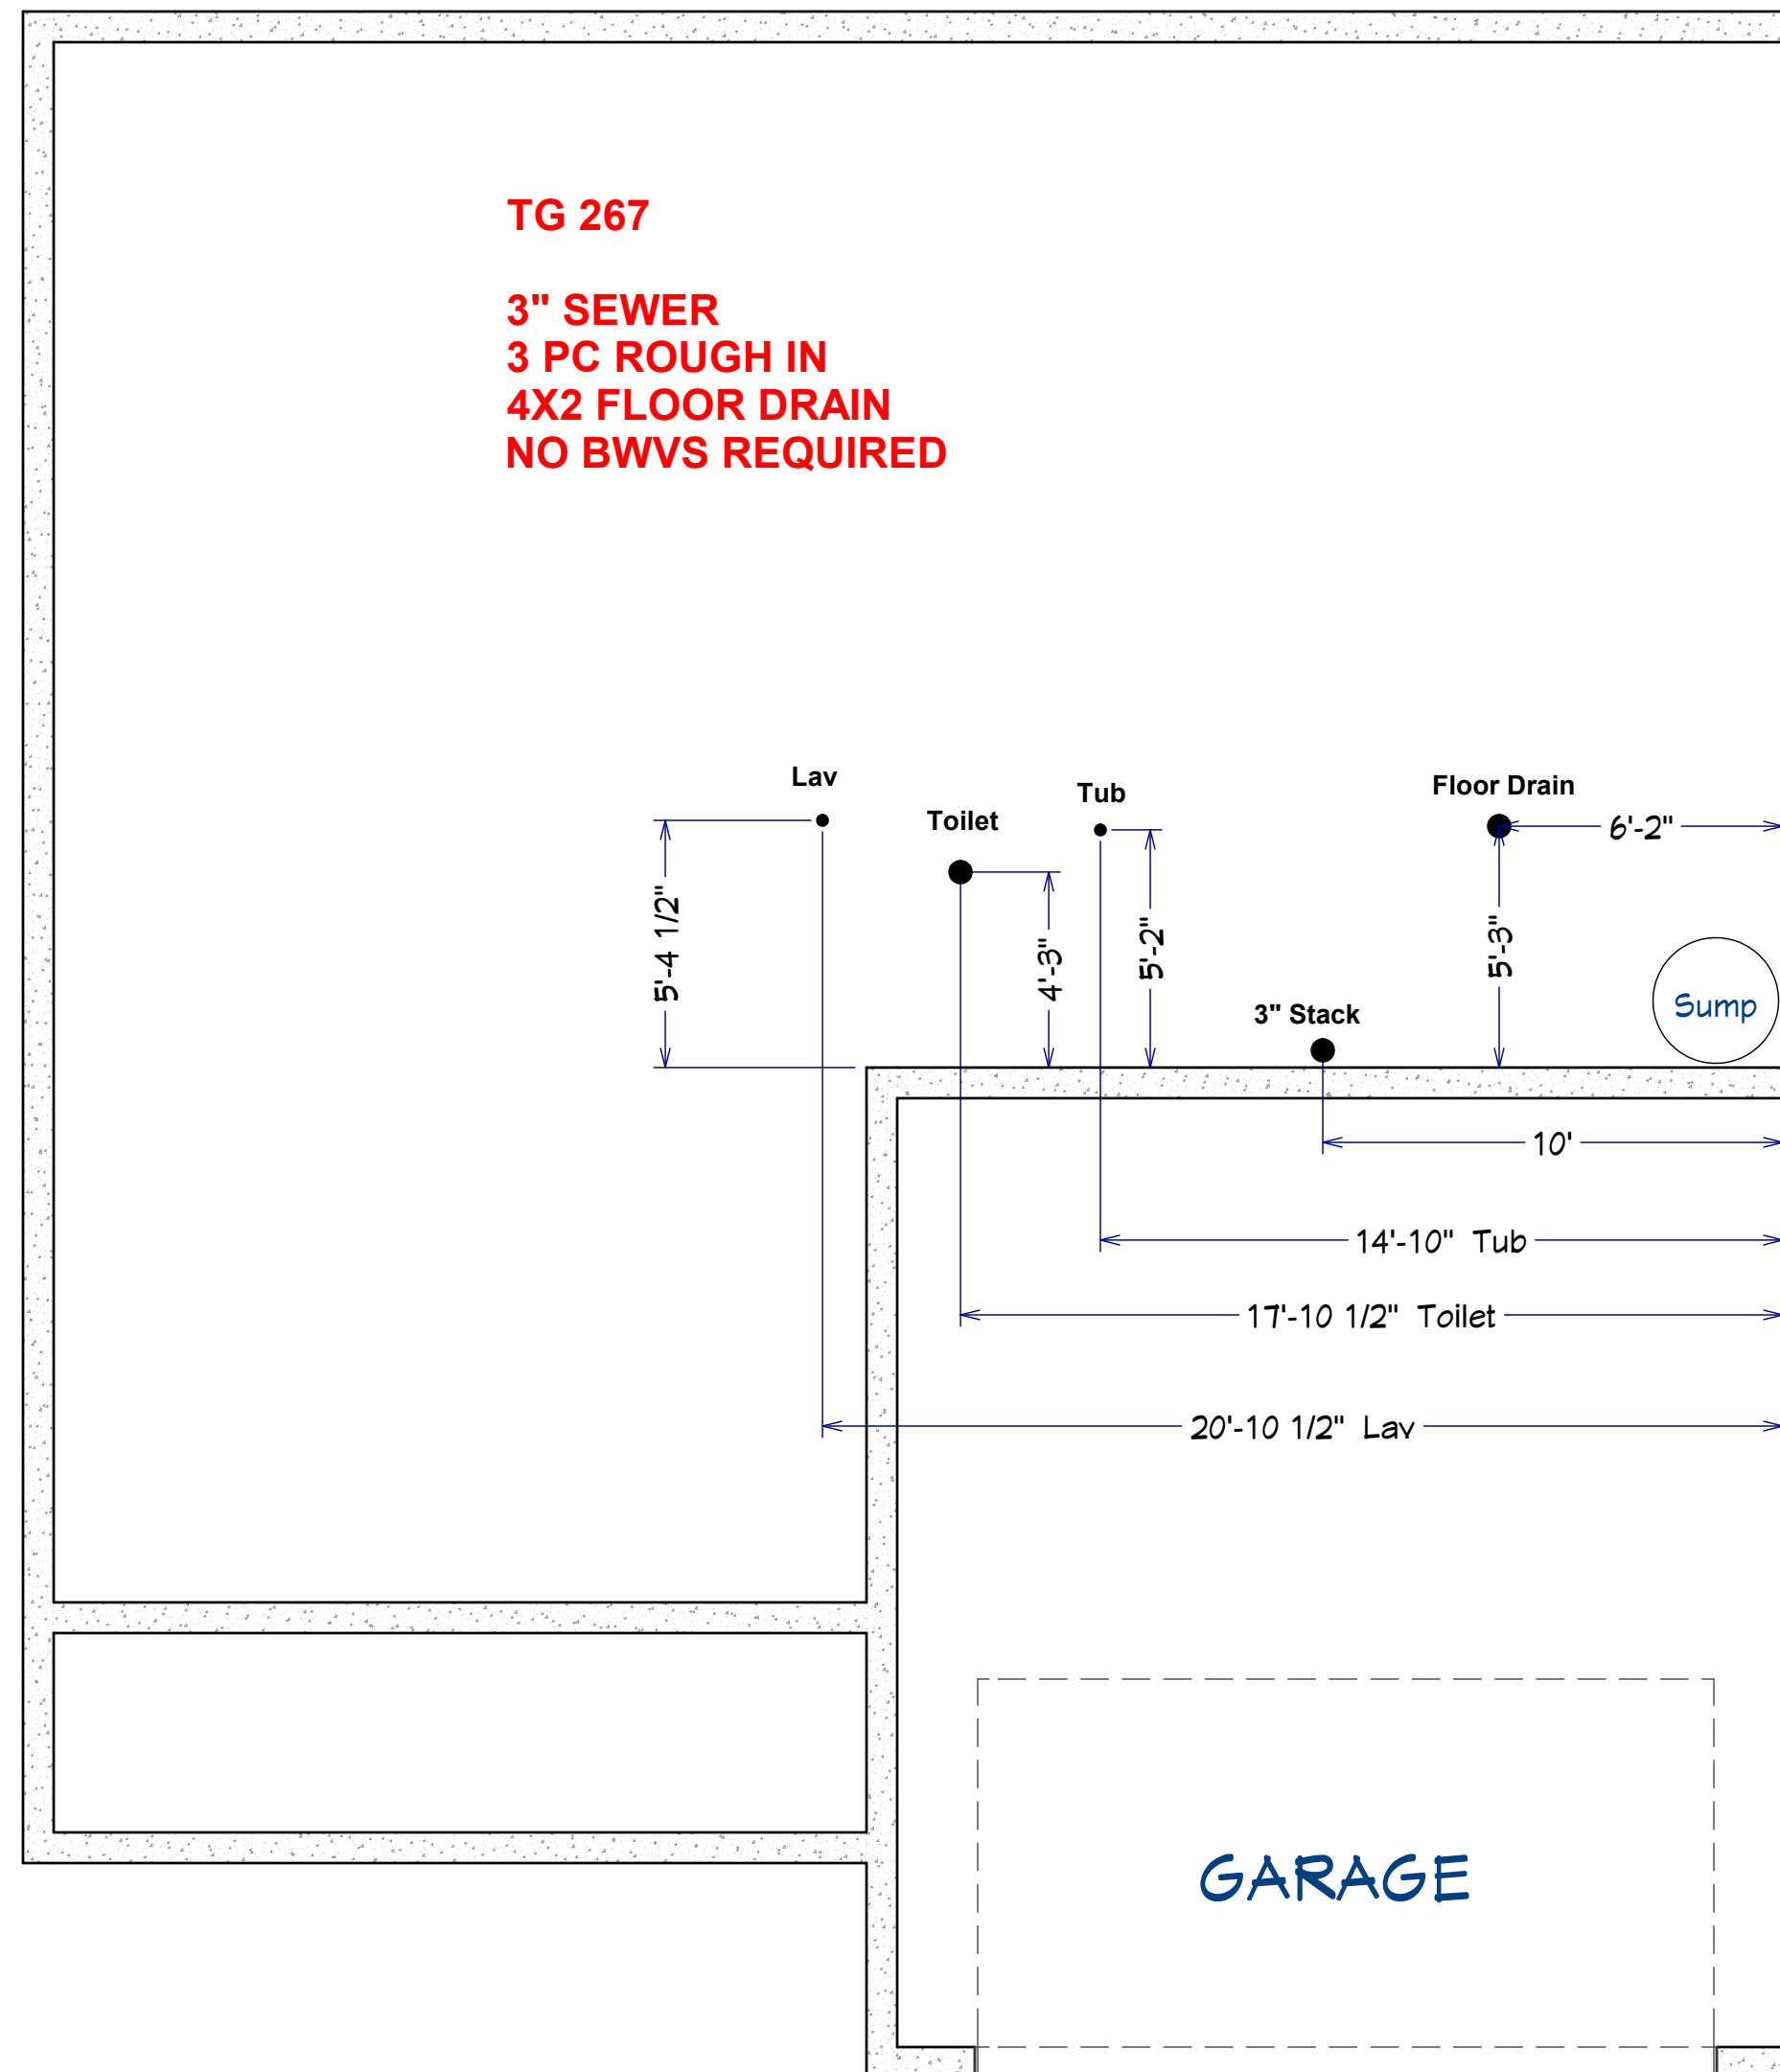 TG 267
3" SEWER
3 PC ROUGH IN
4X2 FLOOR DRAIN
NO BWVS REQUIRED
Lav
Toilet
Tub
Floor Drain
6'-2"
5'-4 1/2"
4'-3"
5'-2"
5'-3"
3" Stack
Sump
10'
14'-10" Tub
17'-10 1/2" Toilet
20'-10 1/2" Lav
GARAGE